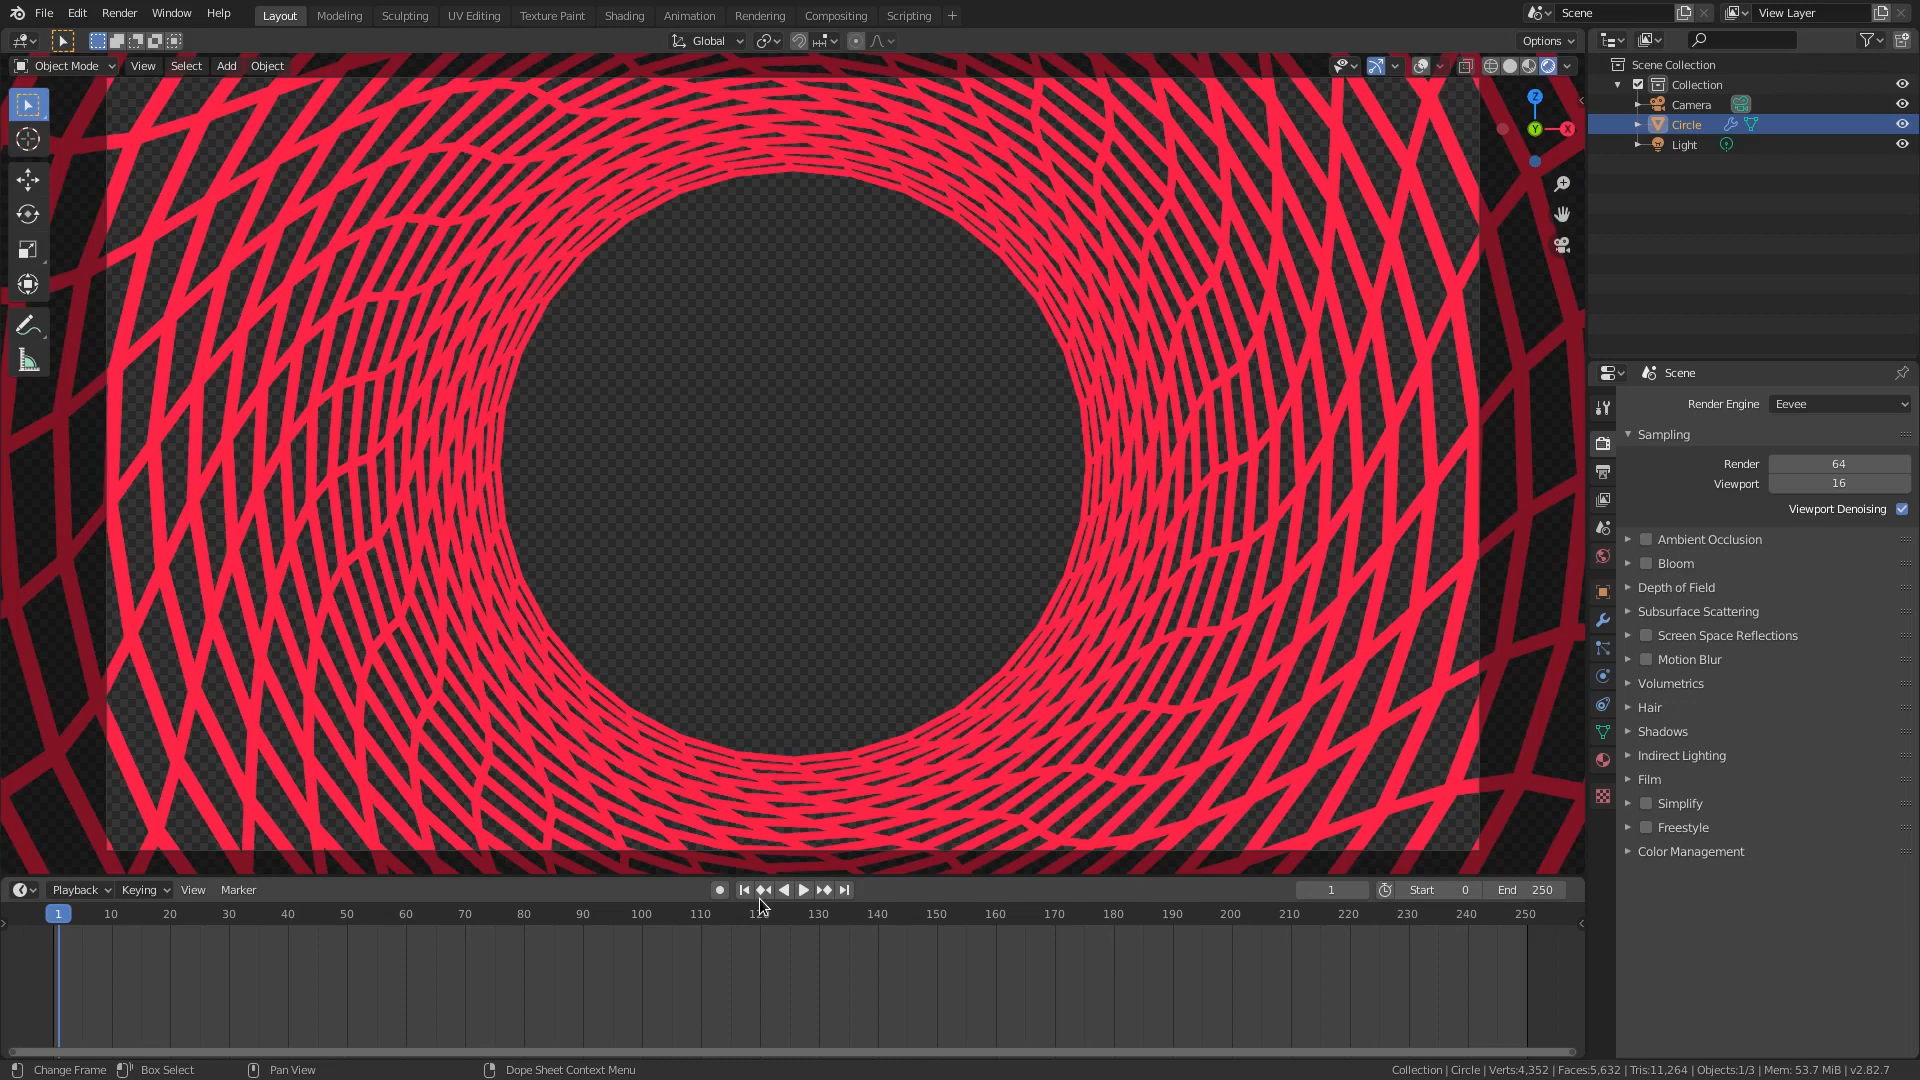 File Edit Render Window Help Layout Modeling Sculpting UV Editing Texture Paint Shading Animation Rendering Compositing Scripting + Scene View Layer
Global Options
Object Mode View Select Add Object
Z
Y X
Scene Collection
Collection
Camera
Circle
Light
Scene
Render Engine Eevee
Sampling
Render 64
Viewport 16
Viewport Denoising
Ambient Occlusion
Bloom
Depth of Field
Subsurface Scattering
Screen Space Reflections
Motion Blur
Volumetrics
Hair
Shadows
Indirect Lighting
Film
Simplify
Freestyle
Color Management
Playback Keying View Marker 1 Start 0 End 250
1 10 20 30 40 50 60 70 80 90 100 110 120 130 140 150 160 170 180 190 200 210 220 230 240 250
Change Frame Box Select Pan View Dope Sheet Context Menu Collection | Circle | Verts:4,352 | Faces:5,632 | Tris:11,264 | Objects:1/3 | Mem: 53.7 MiB | v2.82.7